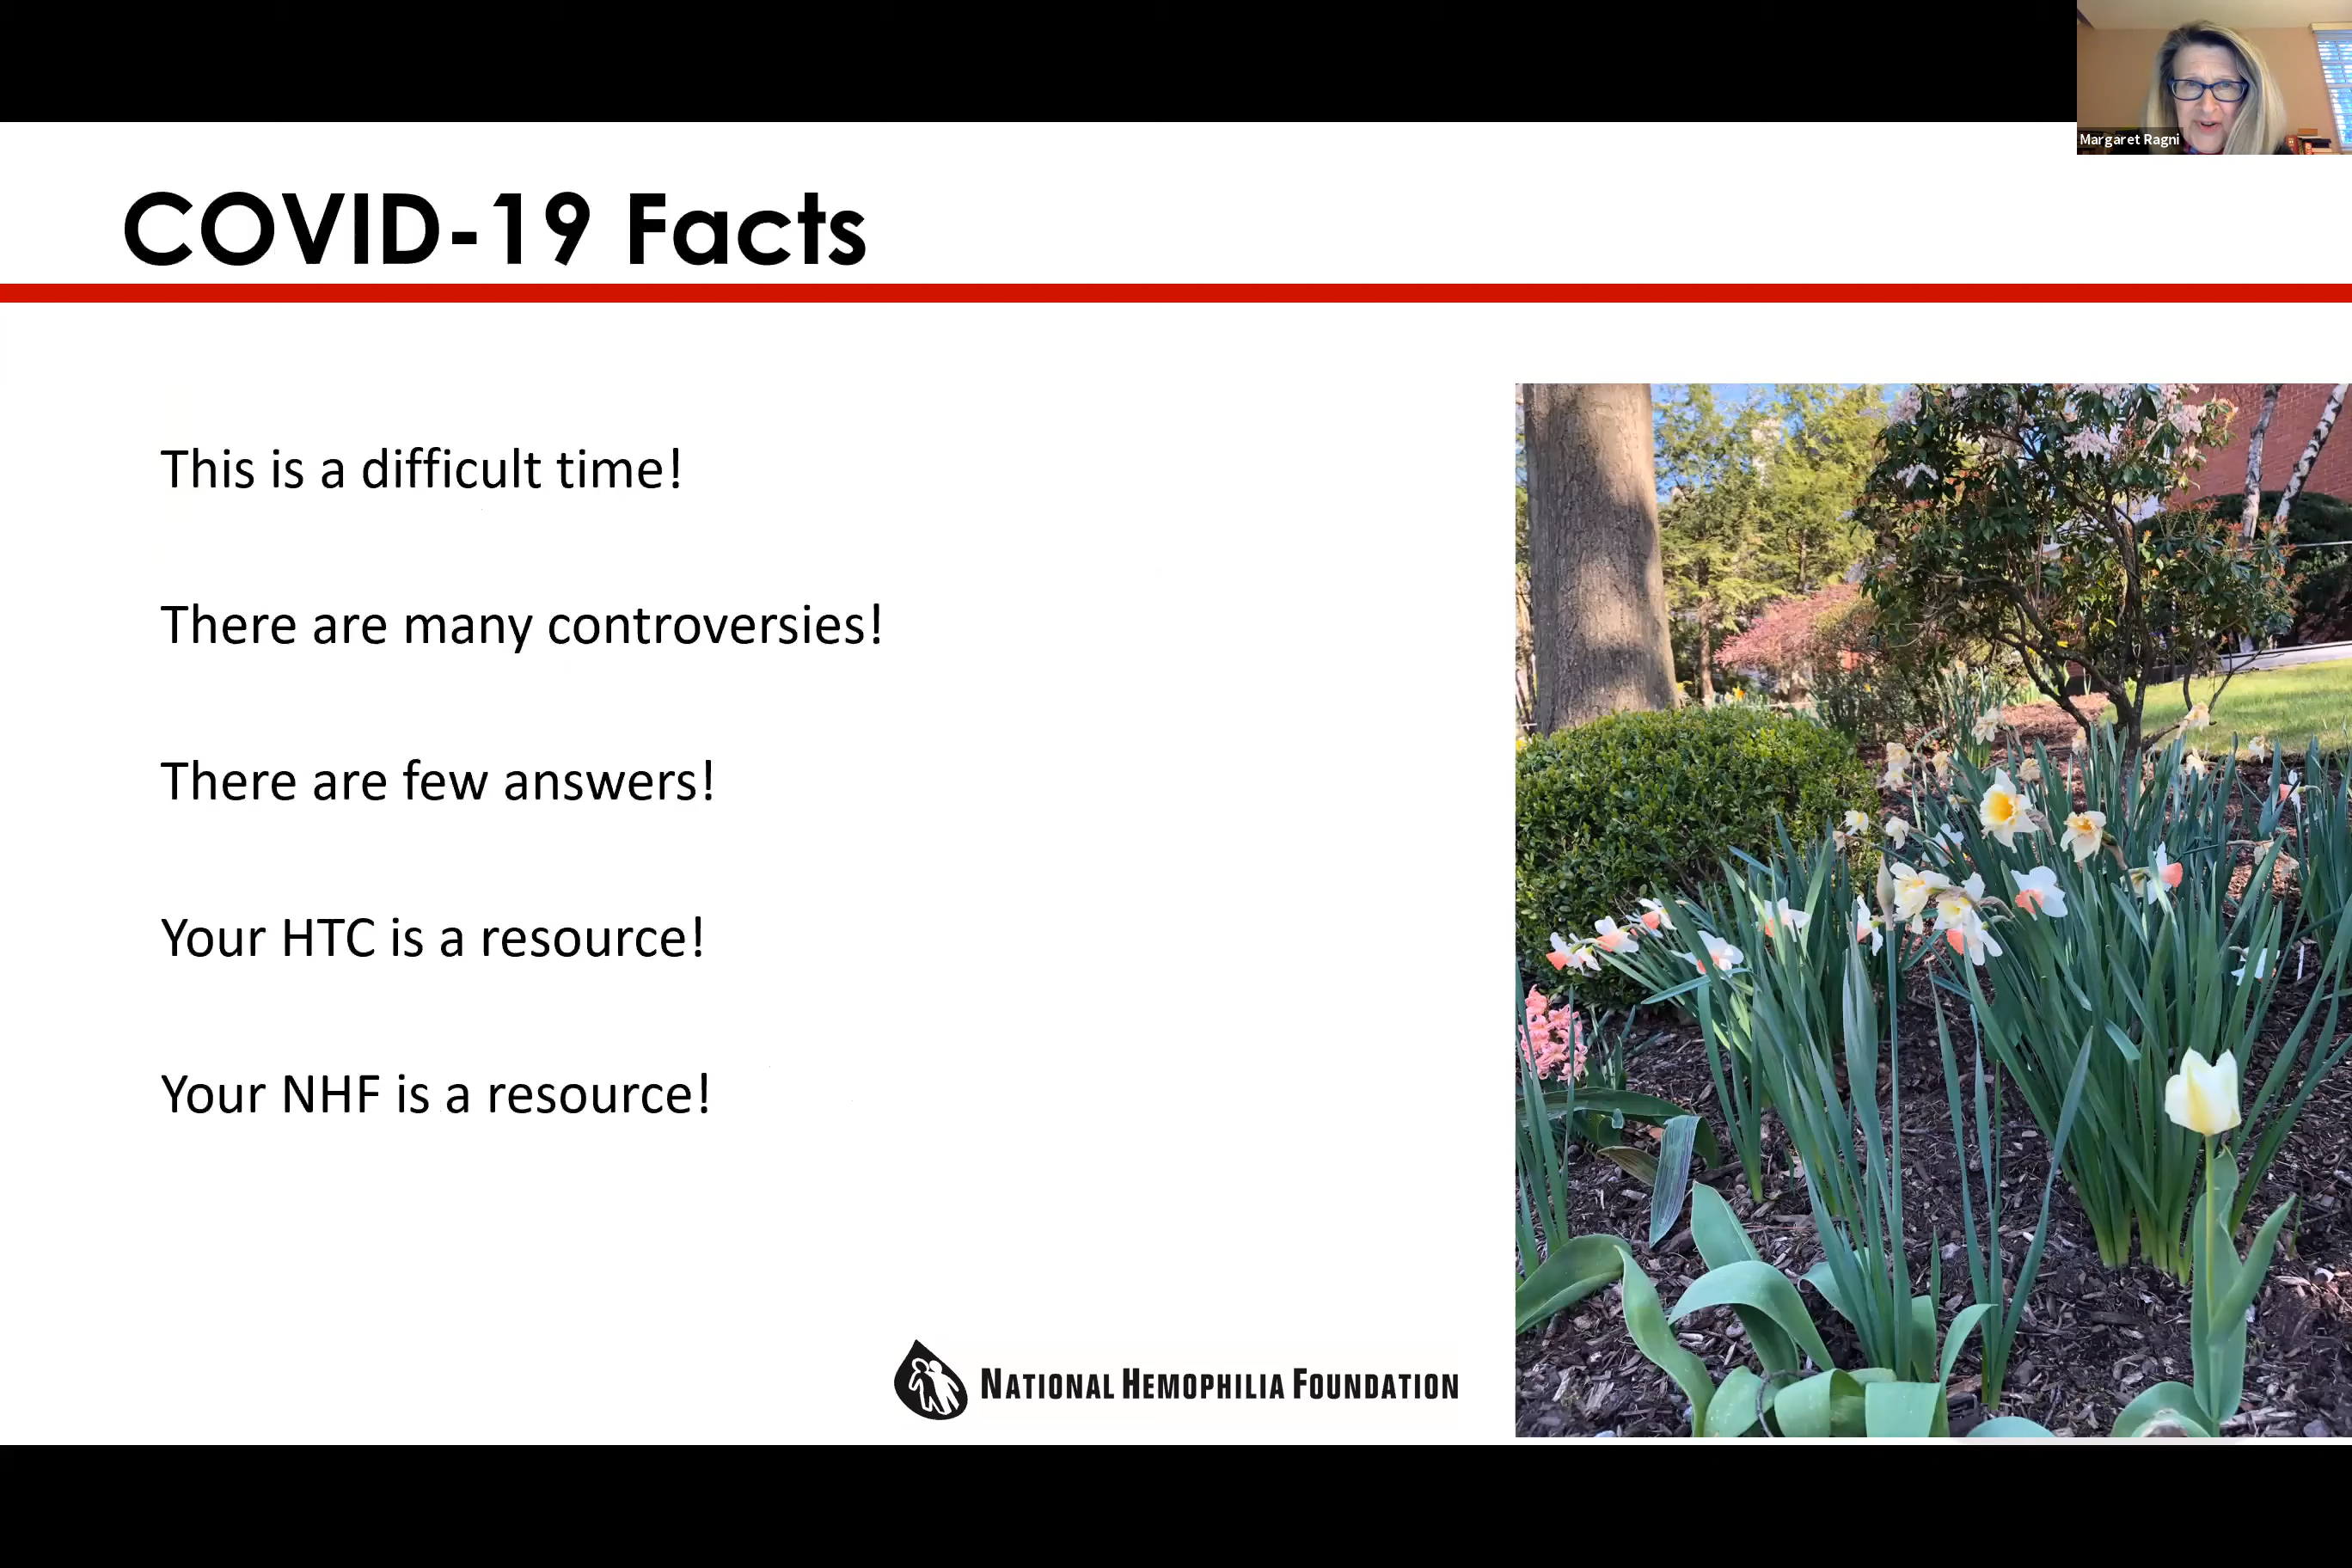 Margaret Ragni
COVID-19 Facts
This is a difficult time!
There are many controversies!
There are few answers!
Your HTC is a resource!
Your NHF is a resource!
NATIONAL HEMOPHILIA FOUNDATION